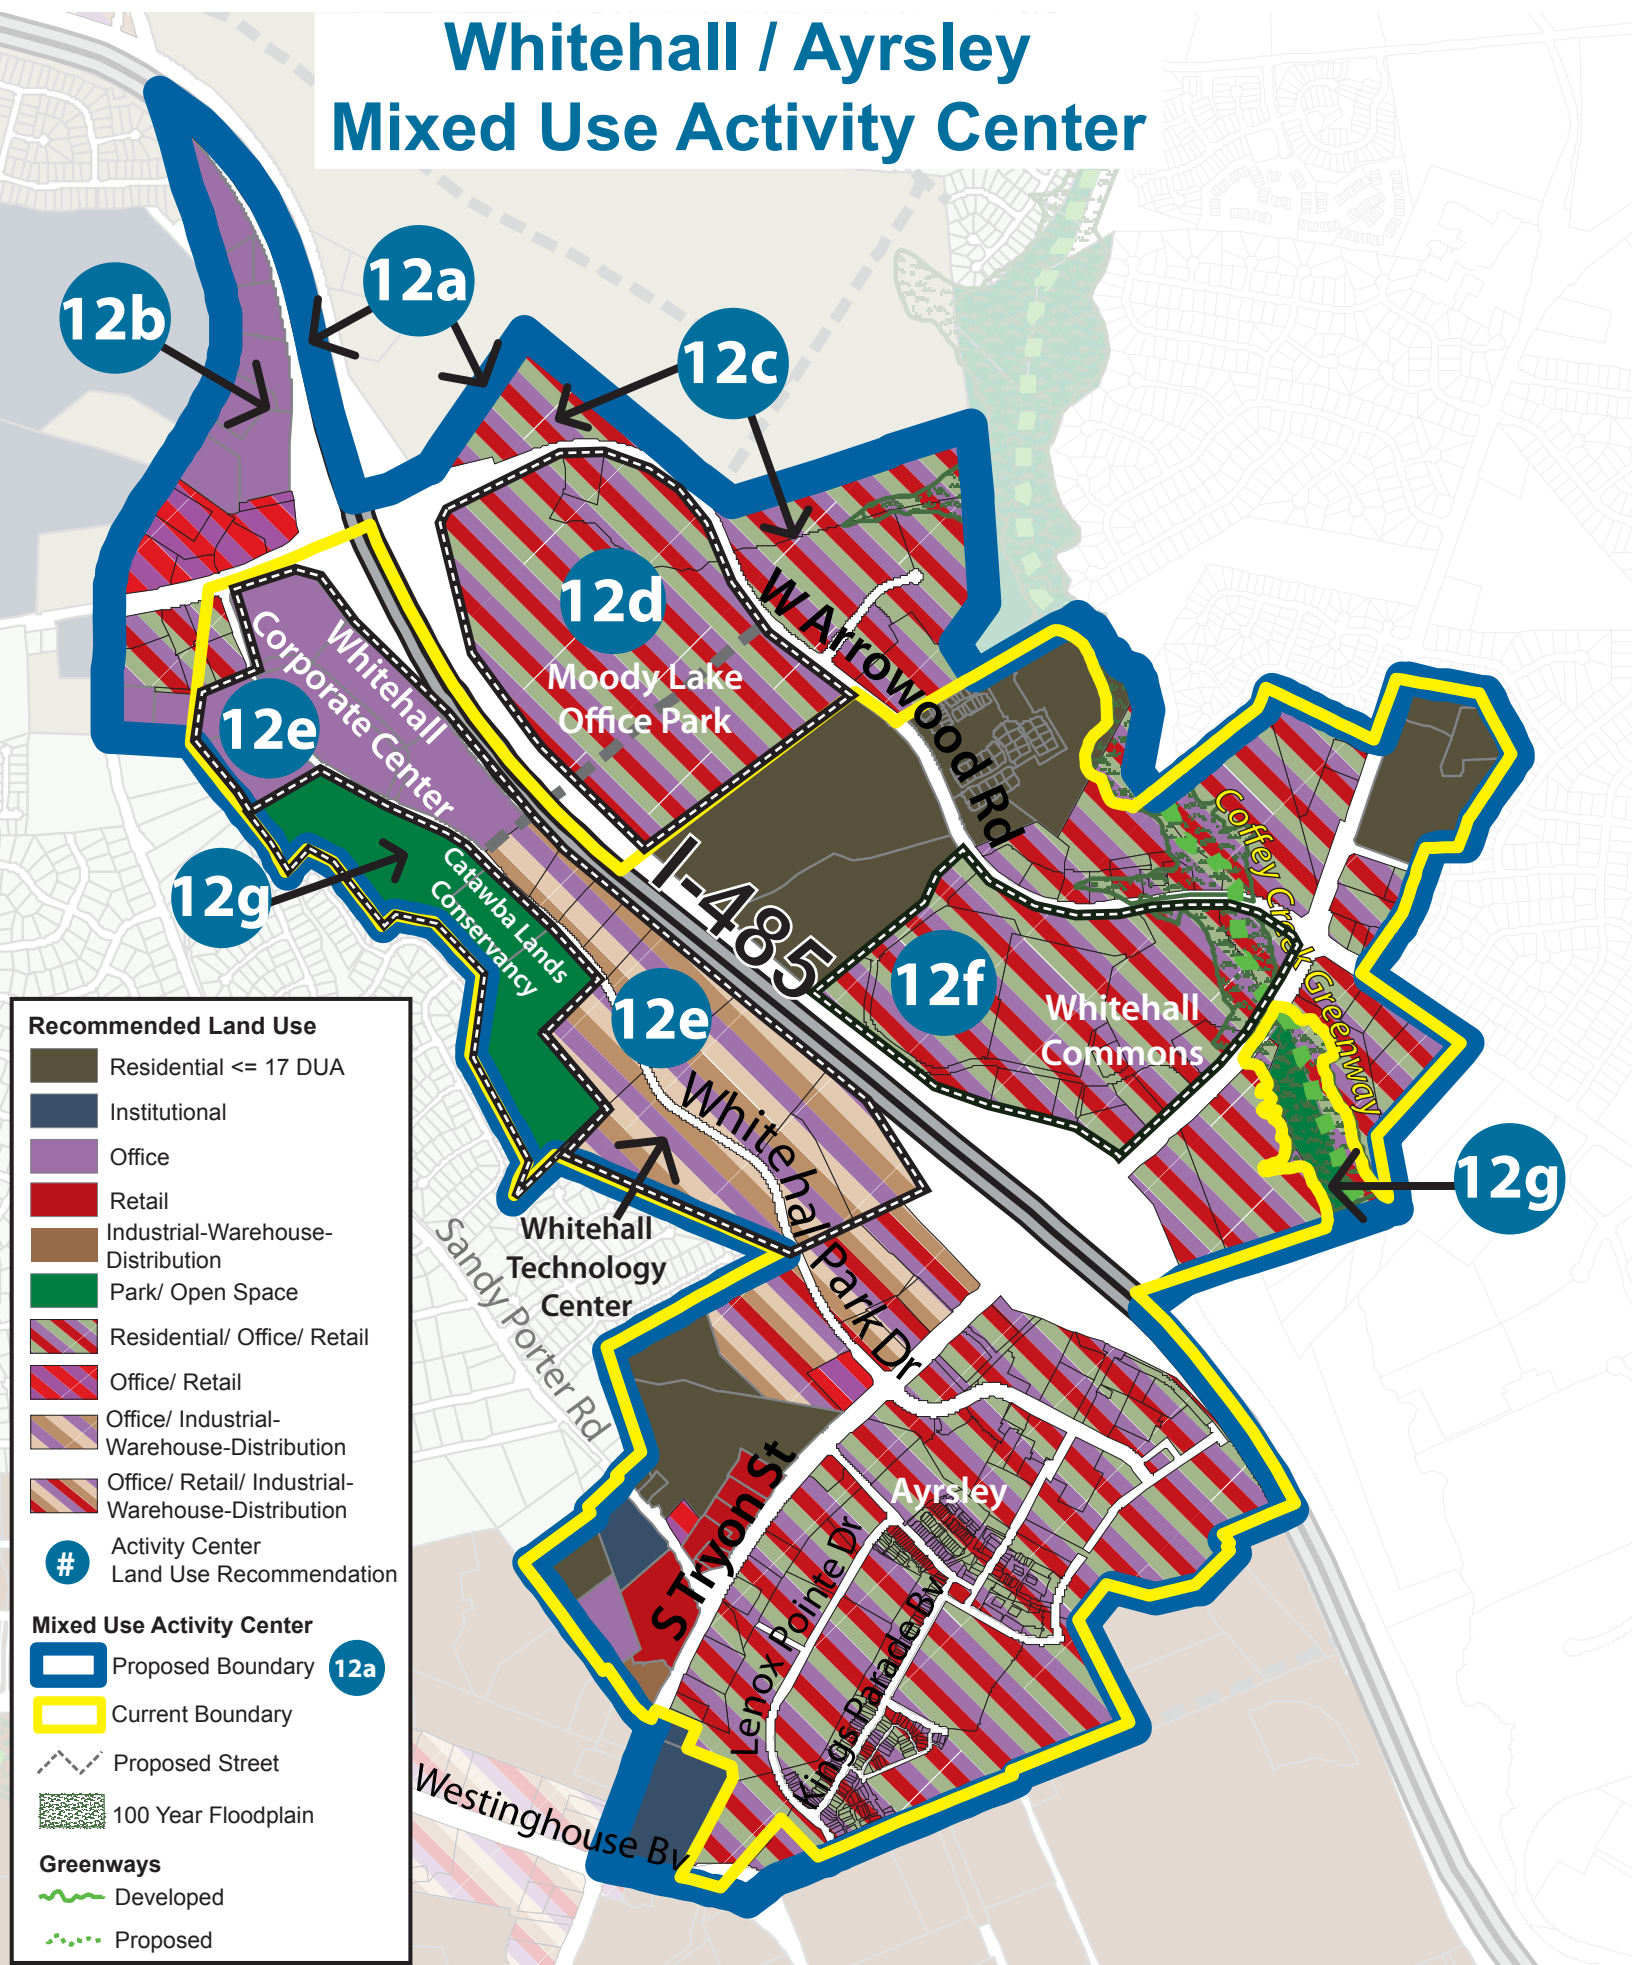 Whitehall / Ayrsley
Mixed Use Activity Center
12a
12b
12c
12d
Moody Lake
Office Park
W Arrowood Rd
Whitehall
Corporate Center
12e
12g
Catawba Lands
Conservancy
I-485
12e
12f
Whitehall
Commons
Coffey Creek Greenway
12g
Whitehall Park Dr
Whitehall
Technology
Center
Sandy Porter Rd
S Tryon St
Ayrsley
Lenox Pointe Dr
Kings Parade Bv
Westinghouse Bv
Recommended Land Use
Residential <= 17 DUA
Institutional
Office
Retail
Industrial-Warehouse-
Distribution
Park/ Open Space
Residential/ Office/ Retail
Office/ Retail
Office/ Industrial-
Warehouse-Distribution
Office/ Retail/ Industrial-
Warehouse-Distribution
#
Activity Center
Land Use Recommendation
Mixed Use Activity Center
Proposed Boundary 12a
Current Boundary
Proposed Street
100 Year Floodplain
Greenways
Developed
Proposed